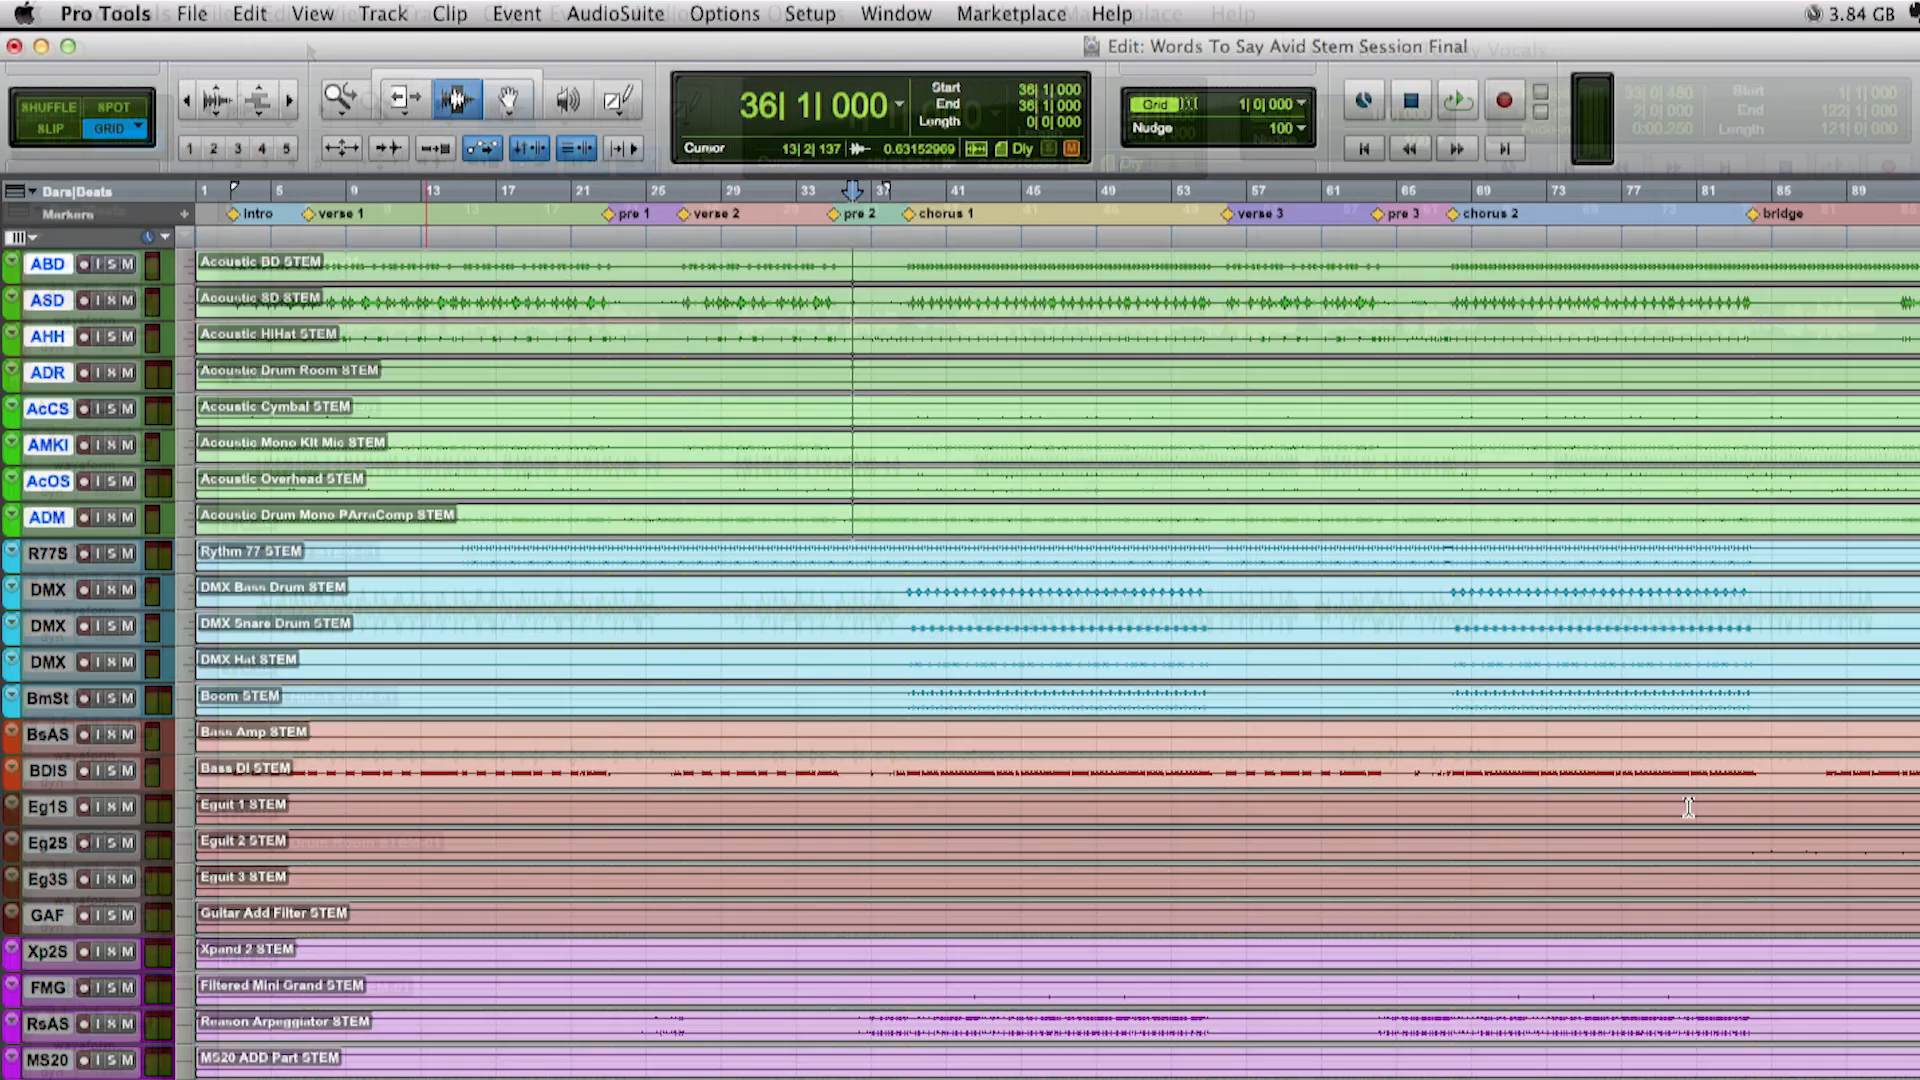 Pro Tools File Edit View Track Clip Event AudioSuite Options Setup Window Marketplace Help 3.84 GB
Edit: Words To Say Avid Stem Session Final
SHUFFLE SPOT
SLIP GRID
1 2 3 4 5
36| 1| 000
Start 36| 1| 000
End 36| 1| 000
Length 0| 0| 000
Cursor 13| 2| 137 0.63152969 Dly S M
Grid 1| 0| 000
Nudge 100
Bars|Beats 1 5 9 13 17 21 25 29 33 37 41 45 49 53 57 61 65 69 73 77 81 85 89
Markers + Intro verse 1 pre 1 verse 2 pre 2 chorus 1 verse 3 pre 3 chorus 2 bridge
ABD I S M Acoustic BD STEM
ASD I S M Acoustic SD STEM
AHH I S M Acoustic HiHat STEM
ADR I S M Acoustic Drum Room STEM
AcCS I S M Acoustic Cymbal STEM
AMKI I S M Acoustic Mono Kit Mic STEM
AcOS I S M Acoustic Overhead STEM
ADM I S M Acoustic Drum Mono PArraComp STEM
R77S I S M Rythm 77 STEM
DMX I S M DMX Bass Drum STEM
DMX I S M DMX Snare Drum STEM
DMX I S M DMX Hat STEM
BmSt I S M Boom STEM
BsAS I S M Bass Amp STEM
BDIS I S M Bass DI STEM
Eg1S I S M Eguit 1 STEM
Eg2S I S M Eguit 2 STEM
Eg3S I S M Eguit 3 STEM
GAF I S M Guitar Add Filter STEM
Xp2S I S M Xpand 2 STEM
FMG I S M Filtered Mini Grand STEM
RsAS I S M Reason Arpeggiator STEM
MS20 I S M MS20 ADD Part STEM